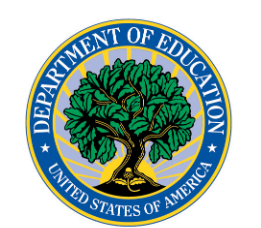 DEPARTMENT OF EDUCATION
UNITED STATES OF AMERICA